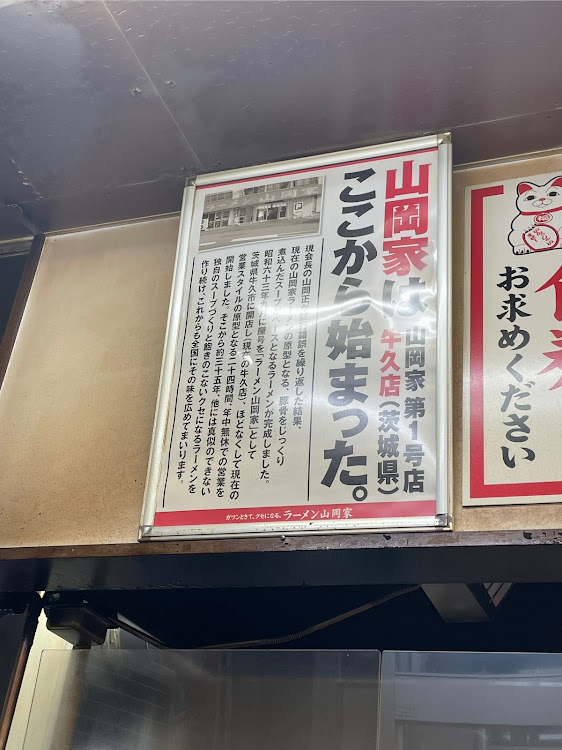 山岡家は
山岡家 第1号店
牛久店(茨城県)
ここから始まった。
現会長の山岡正が
誤を繰り返した結果、
現在の山岡家ラーメンの原型となる、豚骨をじっくり
煮込んだスープ
ースとなるラーメンが完成しました。
昭和六十三年
月に屋号を「ラーメン山岡家」として
茨城県牛久市に開店し(現在の牛久店)、ほどなくして現在の
営業スタイルの原型となる二十四時間、年中無休での営業を
開始しました。そこから約三十五年、他には真似のできない
独自のスープづくりと飽きのこないクセになるラーメンを
作り続け、これからも全国にその味を広めてまいります。
ガツンときて、クセになる。ラーメン山岡家
お求めください